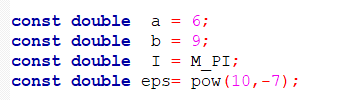 const double  a = 6;
const double  b = 9;
const double  I = M_PI;
const double eps= pow(10,-7);